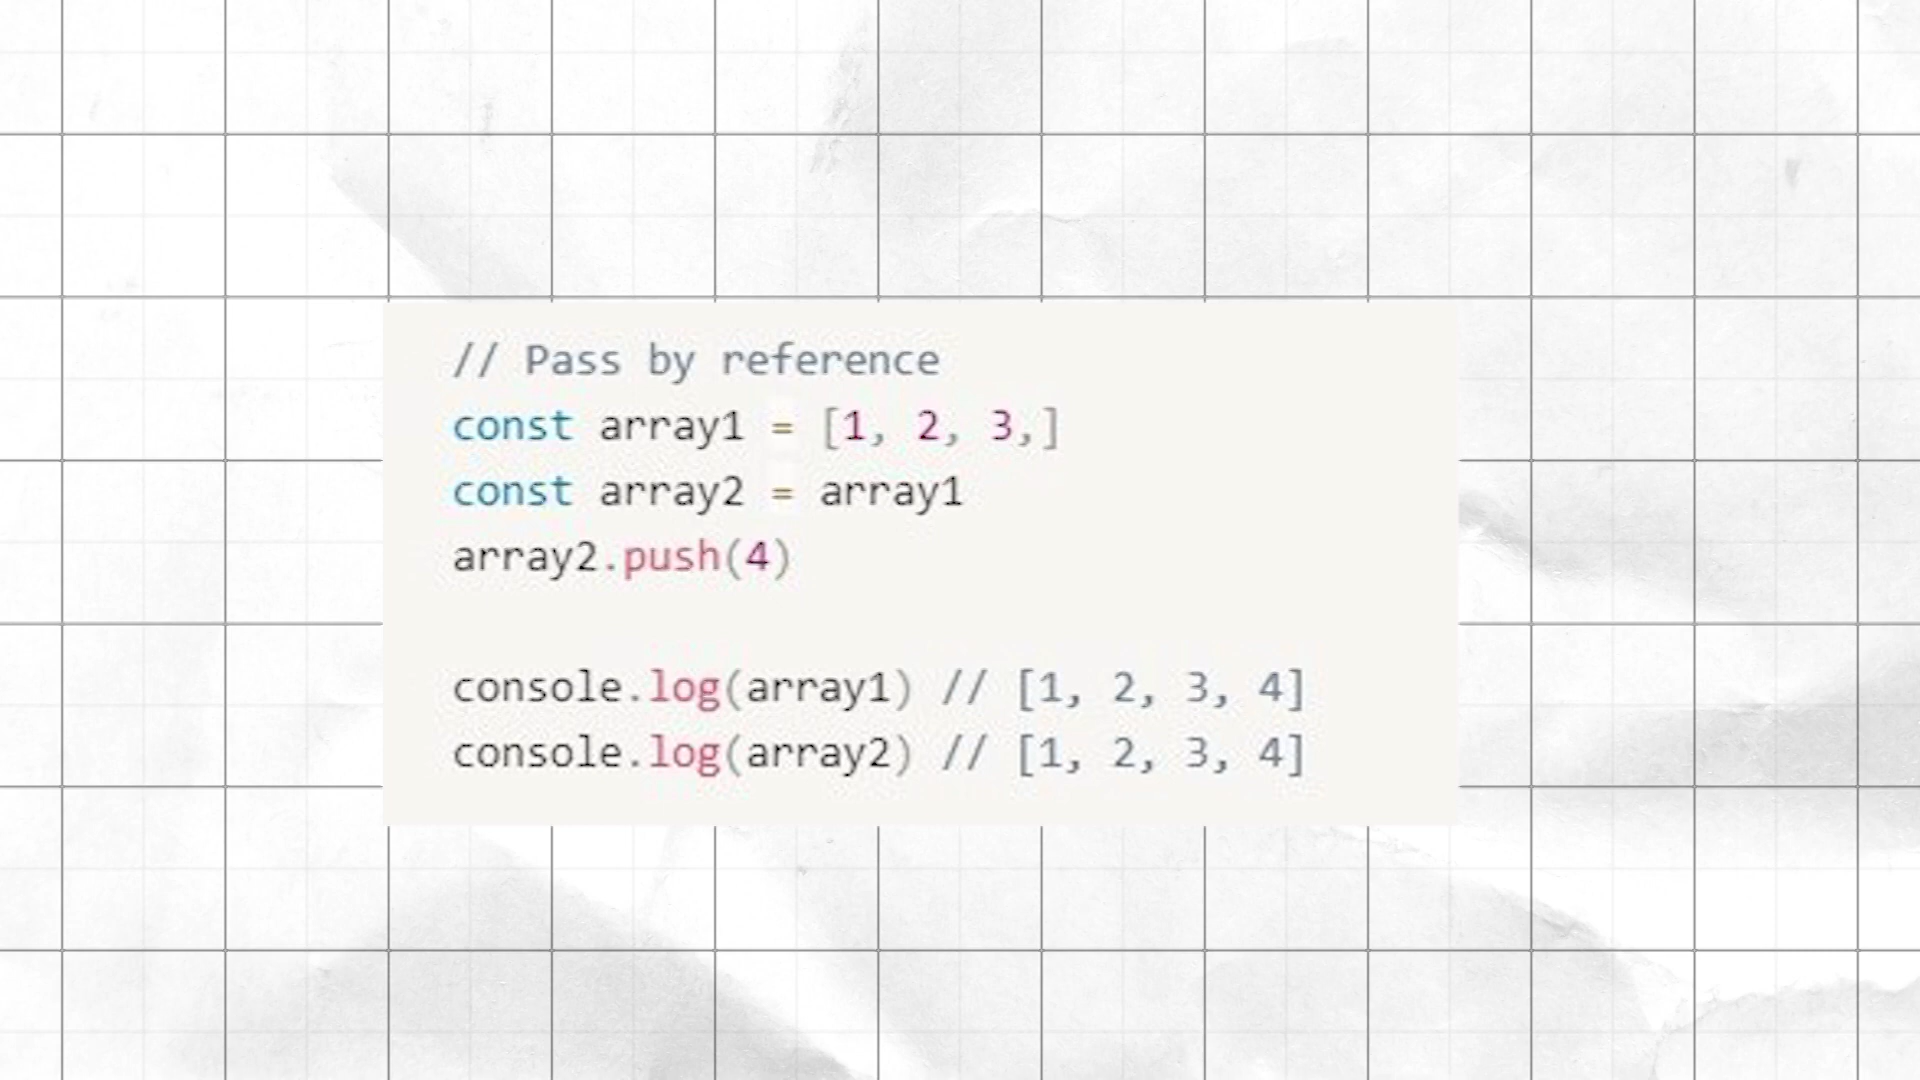 // Pass by reference
const array1 = [1, 2, 3,]
const array2 = array1
array2.push(4)
console.log(array1) // [1, 2, 3, 4]
console.log(array2) // [1, 2, 3, 4]